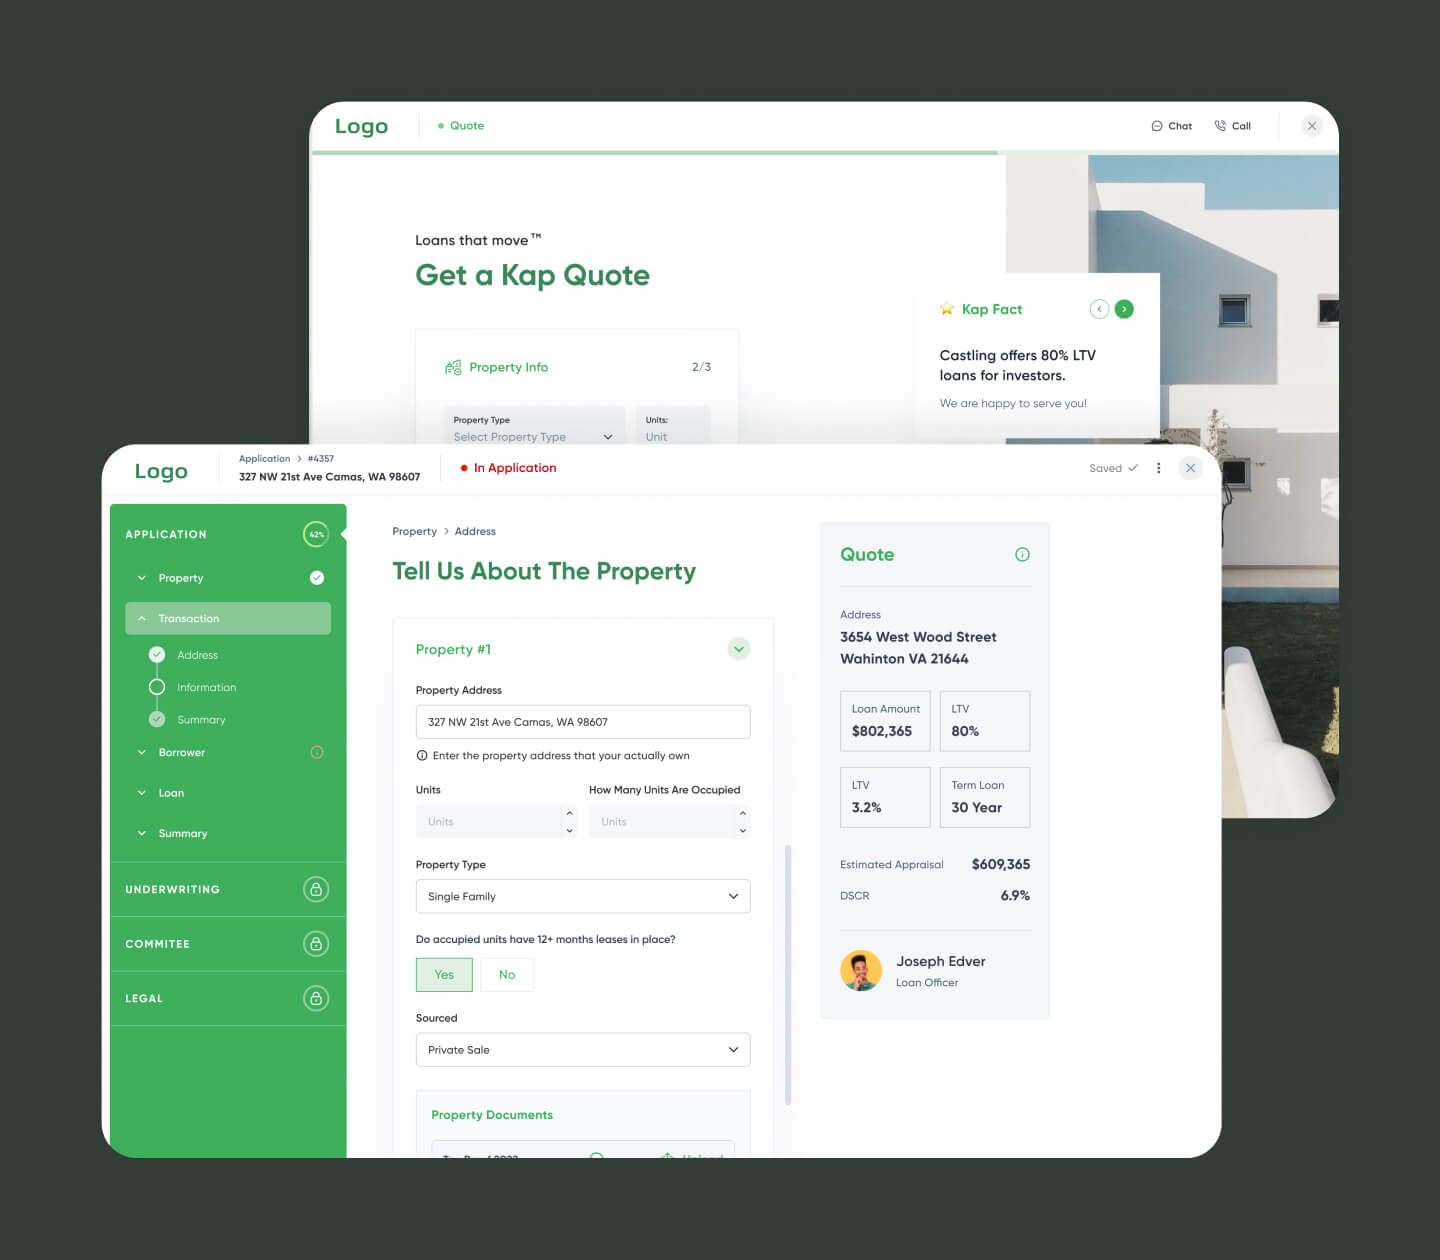 Logo
Quote
Chat
Call
Loans that move™
Get a Kap Quote
Property Info
2/3
Property Type
Select Property Type
Units:
Unit
Kap Fact
Castling offers 80% LTV
loans for investors.
We are happy to serve you!
Logo
Application > #4357
327 NW 21st Ave Camas, WA 98607
In Application
Saved
APPLICATION
42%
Property
Transaction
Address
Information
Summary
Borrower
Loan
Summary
UNDERWRITING
COMMITEE
LEGAL
Property > Address
Tell Us About The Property
Property #1
Property Address
327 NW 21st Ave Camas, WA 98607
Enter the property address that your actually own
Units
Units
How Many Units Are Occupied
Units
Property Type
Single Family
Do accupied units have 12+ months leases in place?
Yes
No
Sourced
Private Sale
Property Documents
Upload
Quote
Address
3654 West Wood Street
Wahinton VA 21644
Loan Amount
$802,365
LTV
80%
LTV
3.2%
Term Loan
30 Year
Estimated Appraisal
$609,365
DSCR
6.9%
Joseph Edver
Loan Officer